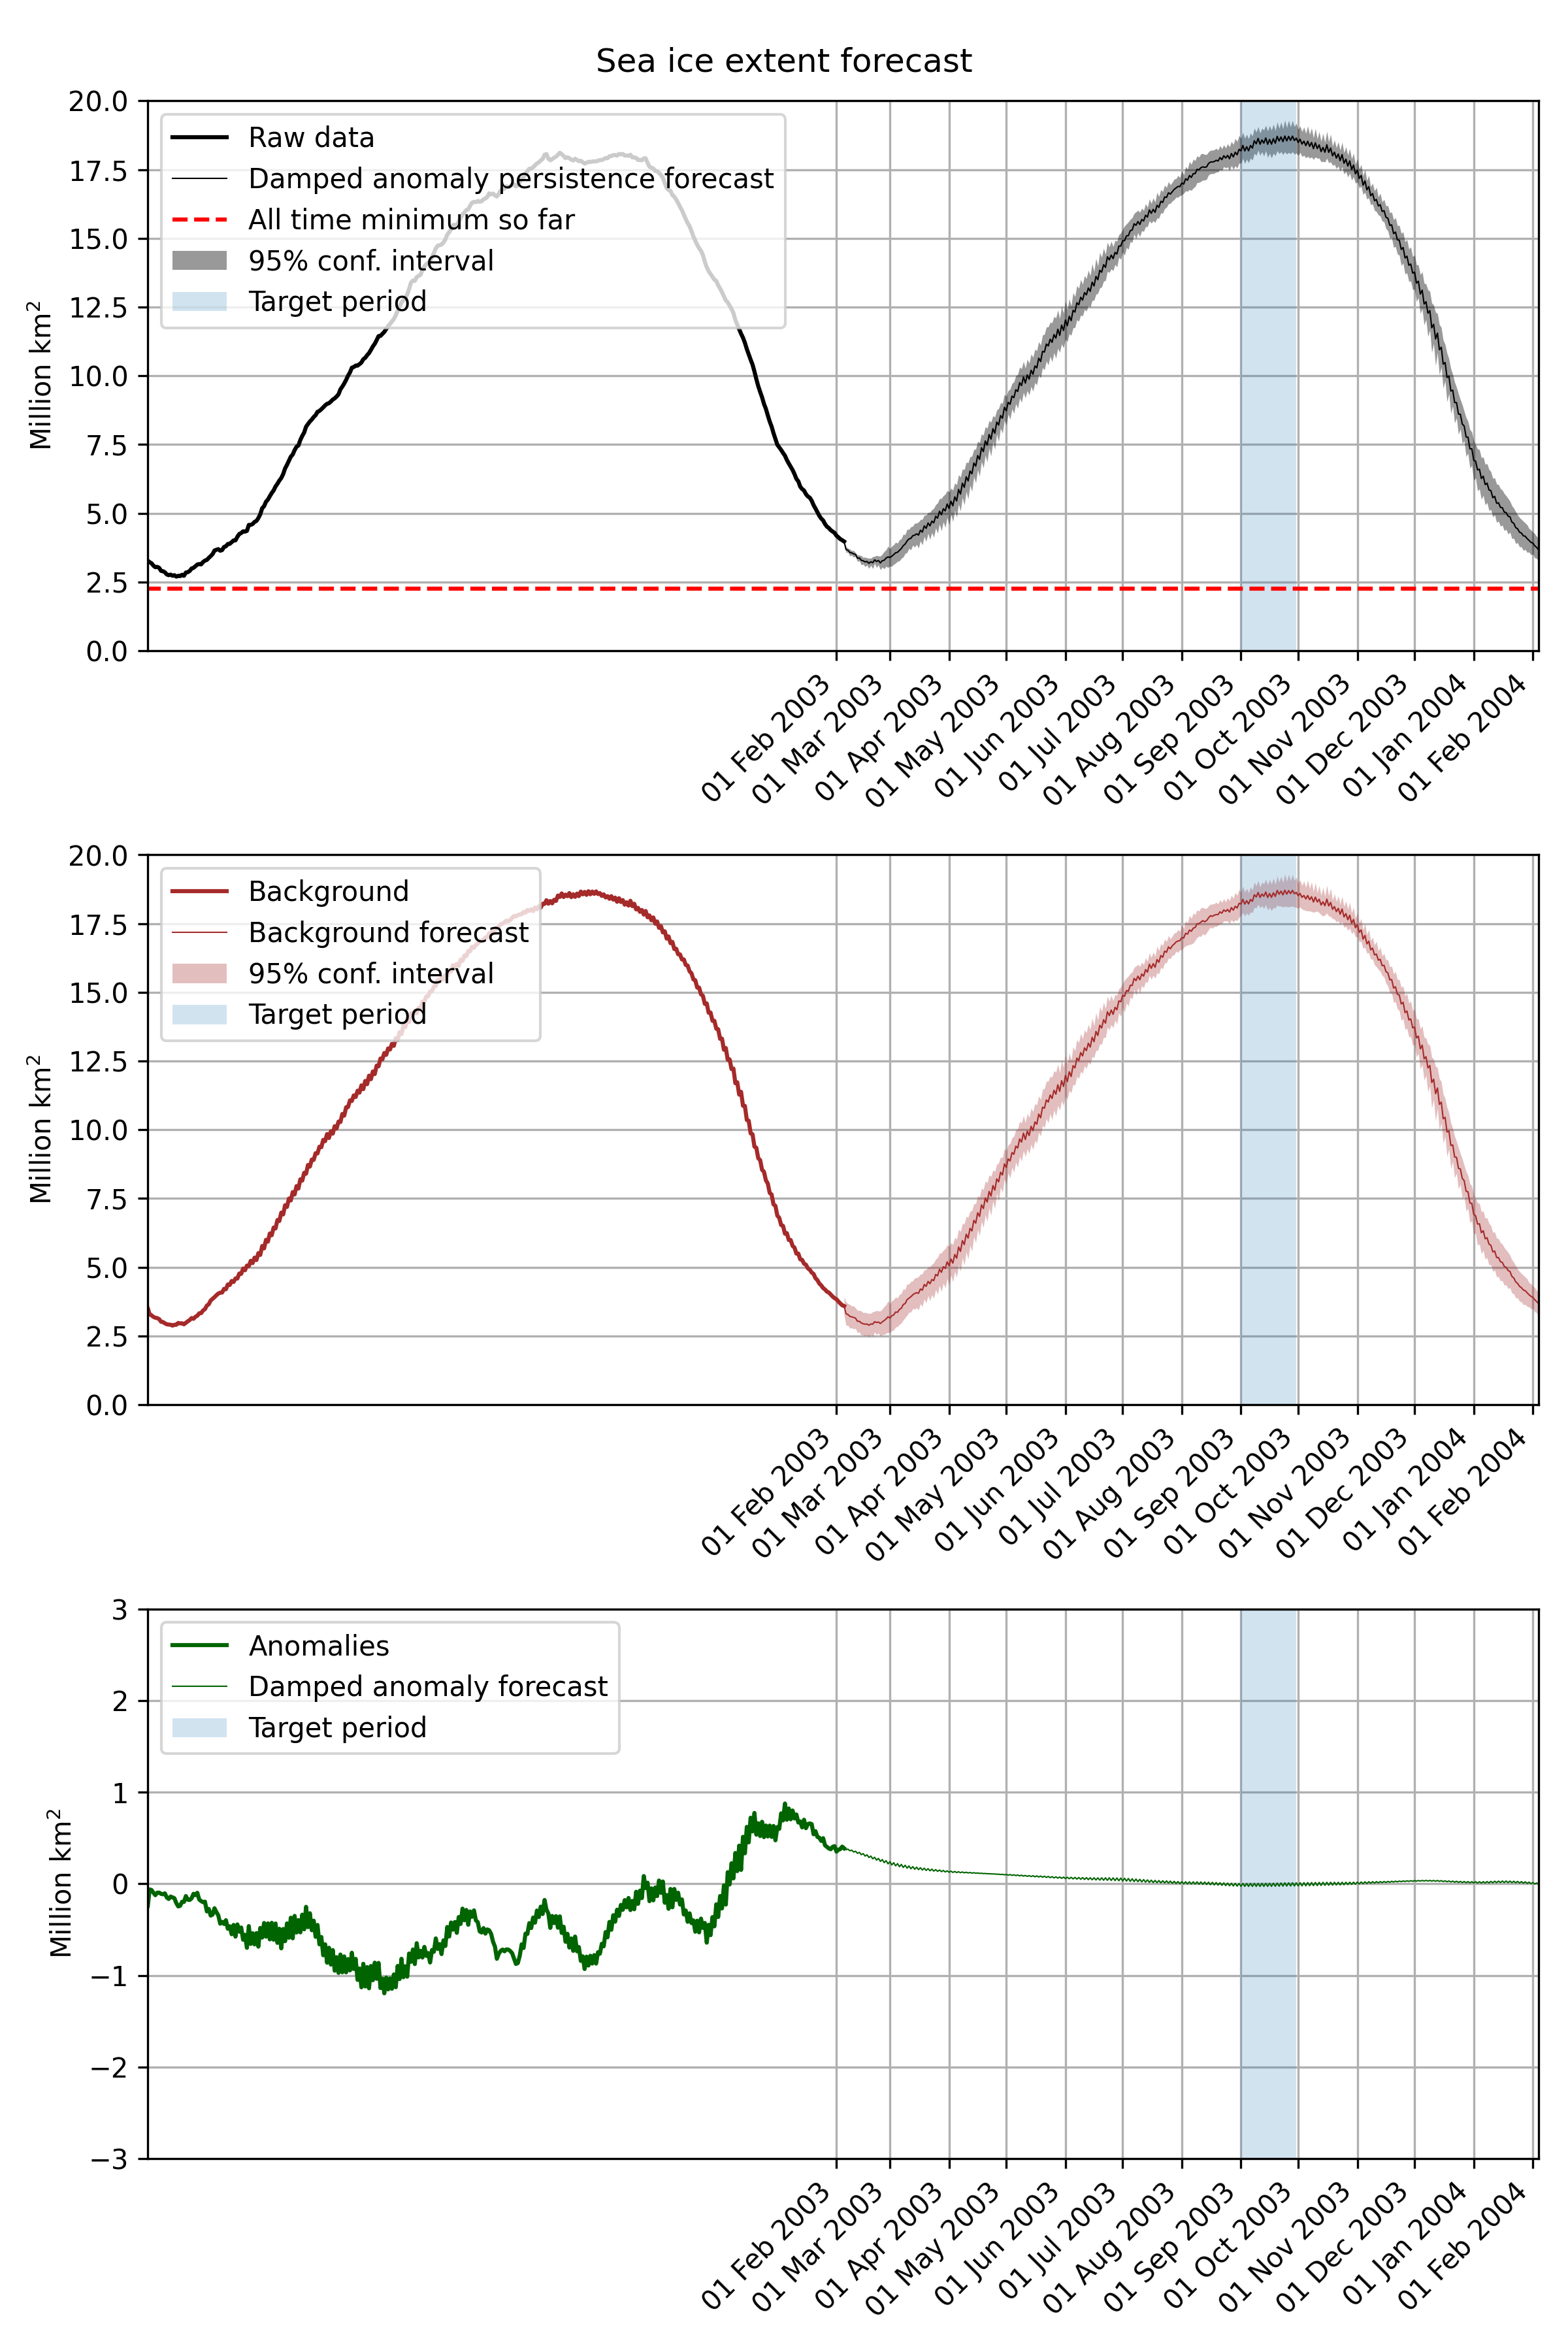 Sea ice extent forecast
20.0
17.5
15.0
12.5
10.0
7.5
5.0
2.5
0.0
Million km²
Raw data
Damped anomaly persistence forecast
All time minimum so far
95% conf. interval
Target period
01 Feb 2003
01 Mar 2003
01 Apr 2003
01 May 2003
01 Jun 2003
01 Jul 2003
01 Aug 2003
01 Sep 2003
01 Oct 2003
01 Nov 2003
01 Dec 2003
01 Jan 2004
01 Feb 2004
20.0
17.5
15.0
12.5
10.0
7.5
5.0
2.5
0.0
Million km²
Background
Background forecast
95% conf. interval
Target period
01 Feb 2003
01 Mar 2003
01 Apr 2003
01 May 2003
01 Jun 2003
01 Jul 2003
01 Aug 2003
01 Sep 2003
01 Oct 2003
01 Nov 2003
01 Dec 2003
01 Jan 2004
01 Feb 2004
3
2
1
0
−1
−2
−3
Million km²
Anomalies
Damped anomaly forecast
Target period
01 Feb 2003
01 Mar 2003
01 Apr 2003
01 May 2003
01 Jun 2003
01 Jul 2003
01 Aug 2003
01 Sep 2003
01 Oct 2003
01 Nov 2003
01 Dec 2003
01 Jan 2004
01 Feb 2004